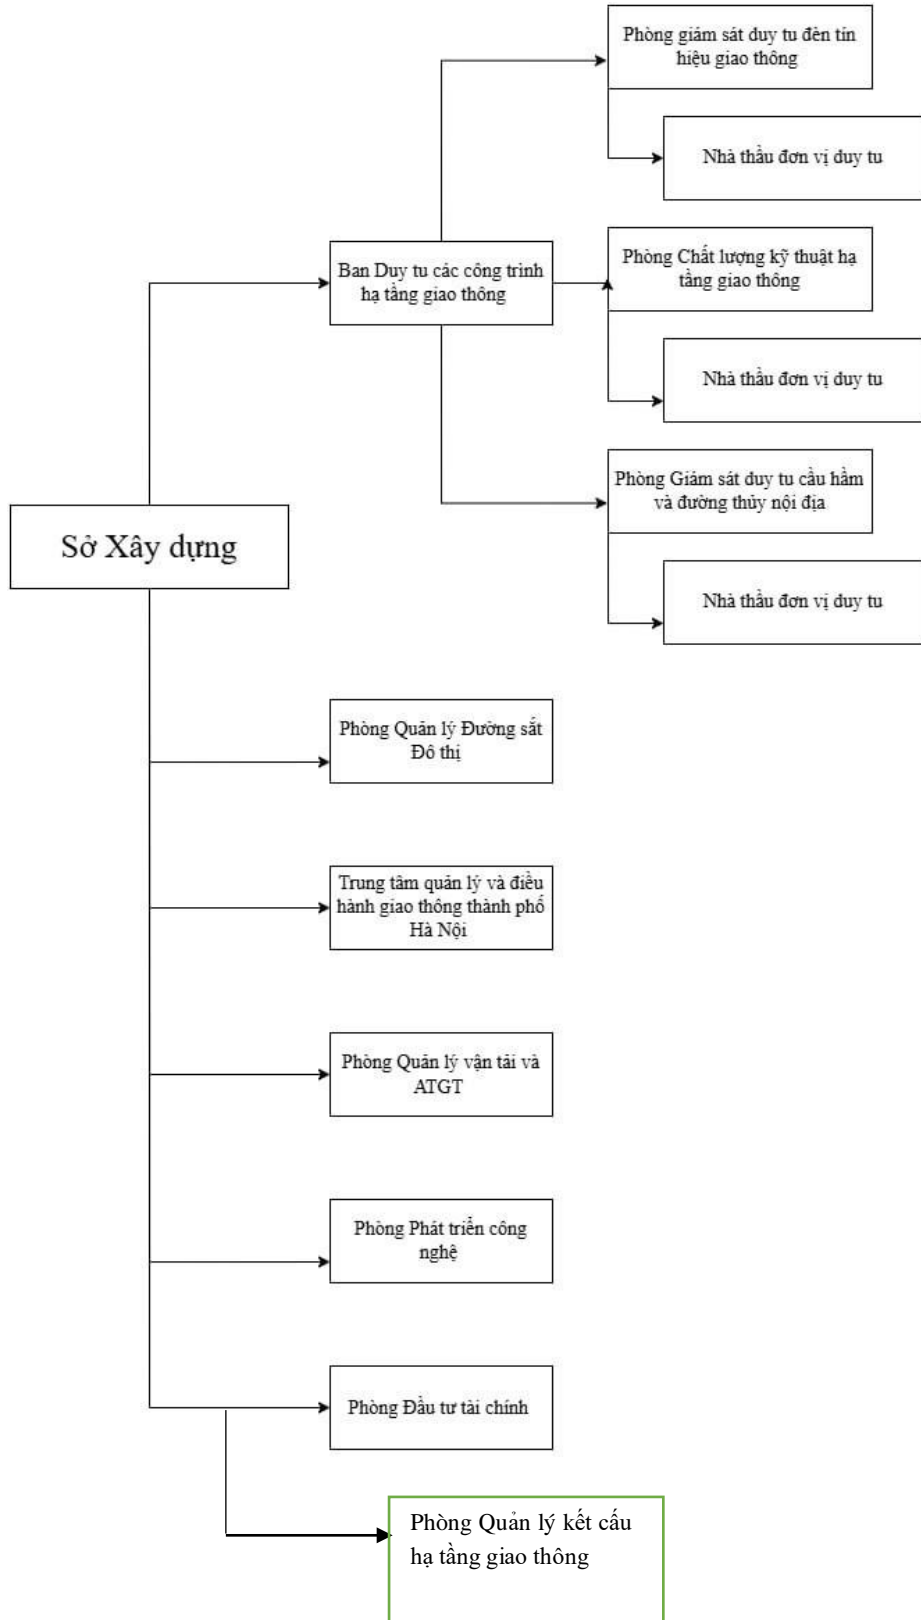 Phòng giám sát duy tu đèn tín
hiệu giao thông
Nhà thầu đơn vị duy tu
Ban Duy tu các công trình
hạ tầng giao thông
Phòng Chất lượng kỹ thuật hạ
tầng giao thông
Nhà thầu đơn vị duy tu
Phòng Giám sát duy tu cầu hầm
và đường thủy nội địa
Sở Xây dựng
Nhà thầu đơn vị duy tu
Phòng Quản lý Đường sắt
Đô thị
Trung tâm quản lý và điều
hành giao thông thành phố
Hà Nội
Phòng Quản lý vận tải và
ATGT
Phòng Phát triển công
nghệ
Phòng Đầu tư tài chính
Phòng Quản lý kết cấu
hạ tầng giao thông